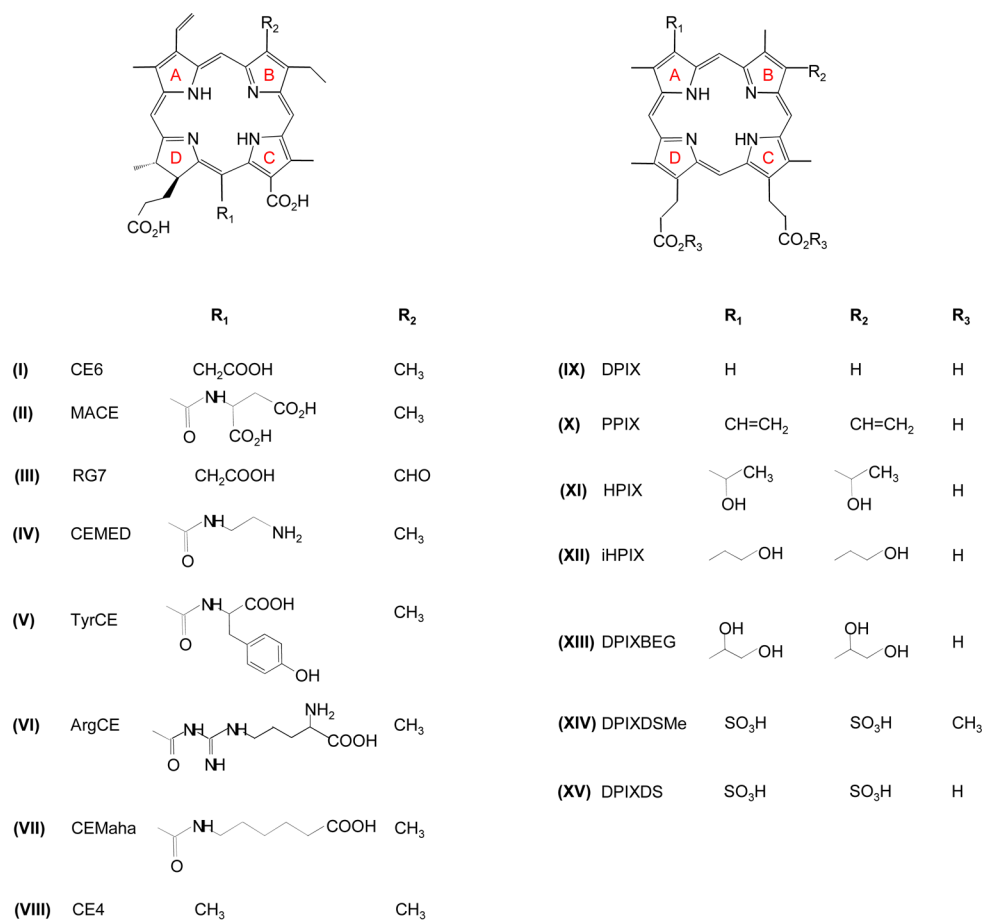 R2
A
B
NH
N
N
HN
D
C
CO2H
CO2H
R1
R1
R2
A
B
NH
N
N
HN
D
C
CO2R3
CO2R3
R1 R2
(I) CE6 CH2COOH CH3
(II) MACE NH O CO2H CO2H CH3
(III) RG7 CH2COOH CHO
(IV) CEMED NH O NH2 CH3
(V) TyrCE NH O COOH OH CH3
(VI) ArgCE NH O NH NH NH2 COOH CH3
(VII) CEMaha NH O COOH CH3
(VIII) CE4 CH3 CH3
R1 R2 R3
(IX) DPIX H H H
(X) PPIX CH=CH2 CH=CH2 H
(XI) HPIX CH3 OH CH3 OH H
(XII) iHPIX OH OH H
(XIII) DPIXBEG OH OH OH OH H
(XIV) DPIXDSMe SO3H SO3H CH3
(XV) DPIXDS SO3H SO3H H